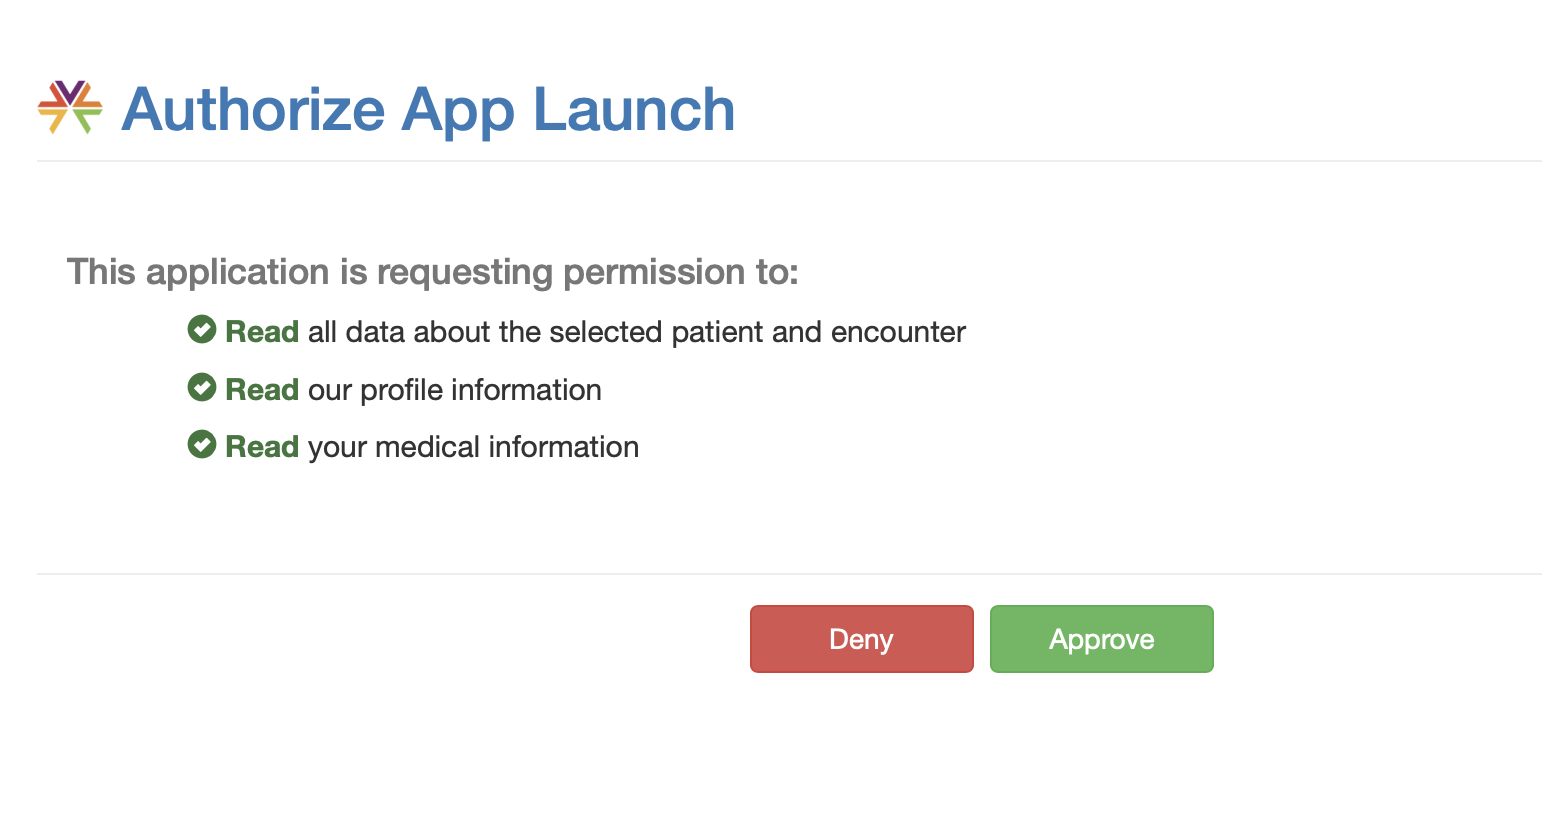 Authorize App Launch
This application is requesting permission to:
Read all data about the selected patient and encounter
Read our profile information
Read your medical information
Deny Approve